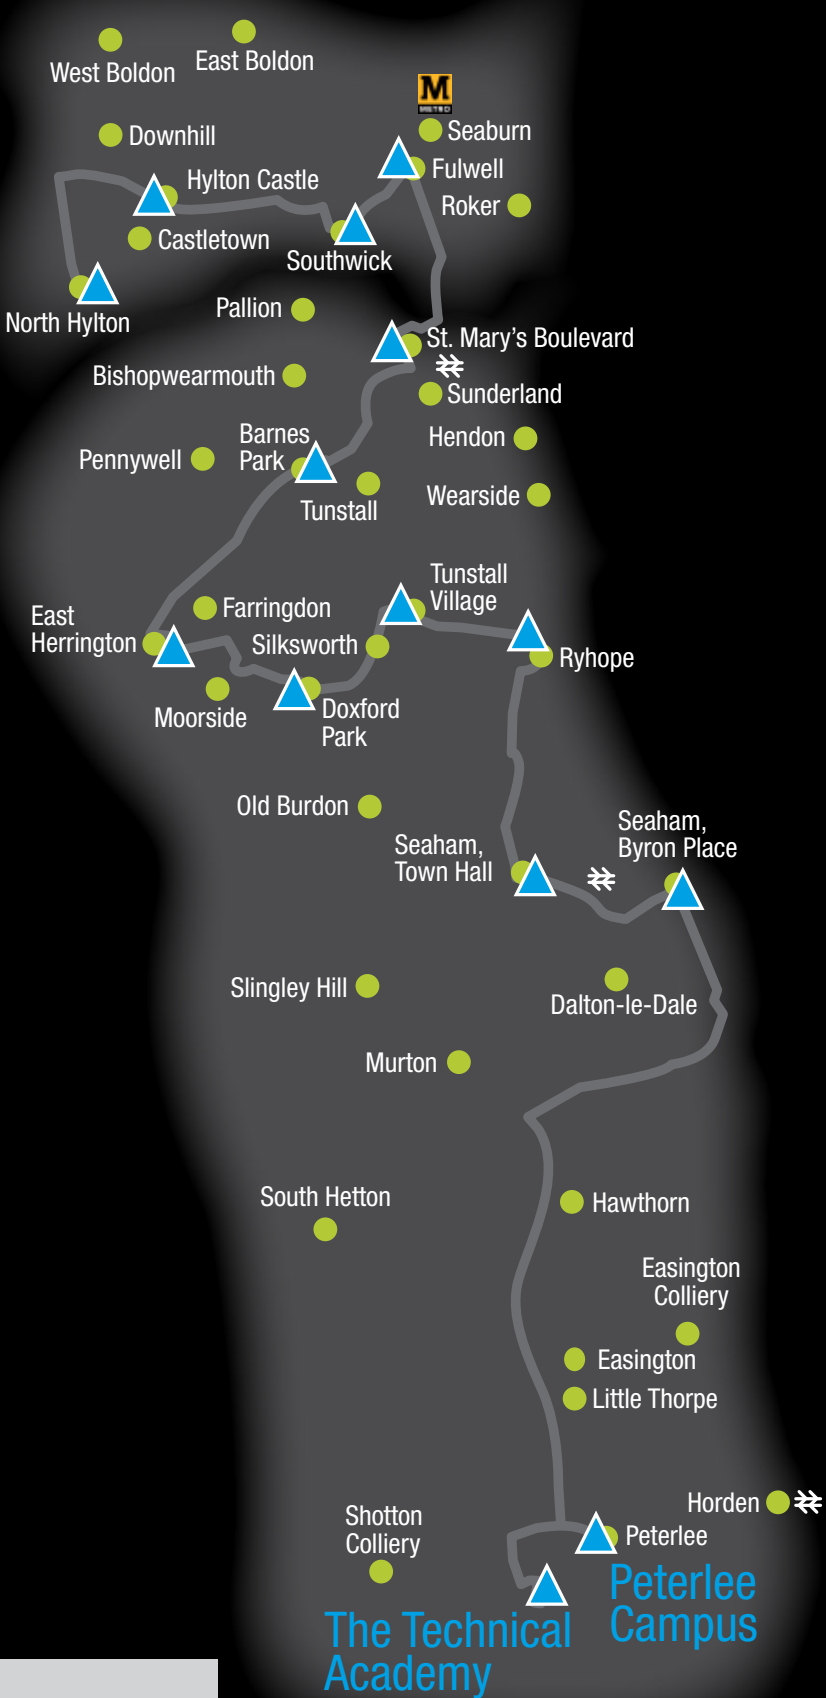 East Boldon
West Boldon
M
METRO
Seaburn
Downhill
Fulwell
Hylton Castle
Roker
Castletown
Southwick
Pallion
North Hylton
St. Mary's Boulevard
Bishopwearmouth
Sunderland
Barnes
Park
Hendon
Pennywell
Wearside
Tunstall
Tunstall
Village
East
Herrington
Farringdon
Silksworth
Ryhope
Moorside
Doxford
Park
Old Burdon
Seaham,
Byron Place
Seaham,
Town Hall
Slingley Hill
Dalton-le-Dale
Murton
South Hetton
Hawthorn
Easington
Colliery
Easington
Little Thorpe
Horden
Shotton
Colliery
Peterlee
Peterlee
Campus
The Technical
Academy